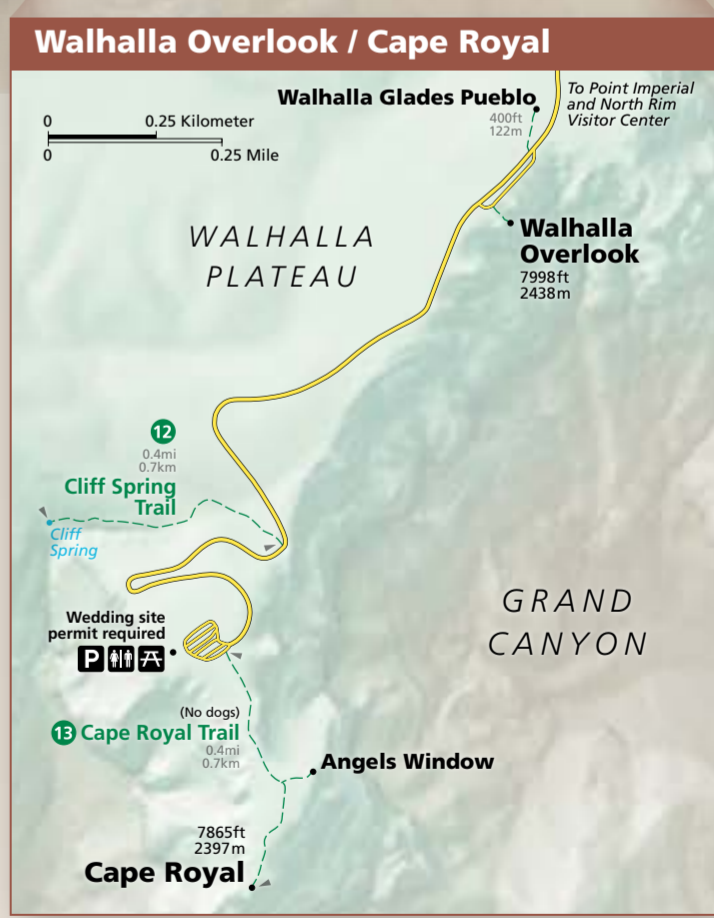 Walhalla Overlook / Cape Royal
Walhalla Glades Pueblo
400ft
122m
To Point Imperial
and North Rim
Visitor Center
0 0.25 Kilometer
0 0.25 Mile
WALHALLA
PLATEAU
Walhalla
Overlook
7998ft
2438m
12
0.4mi
0.7km
Cliff Spring
Trail
Cliff
Spring
GRAND
CANYON
Wedding site
permit required
P
(No dogs)
13 Cape Royal Trail
0.4mi
0.7km
Angels Window
7865ft
2397m
Cape Royal